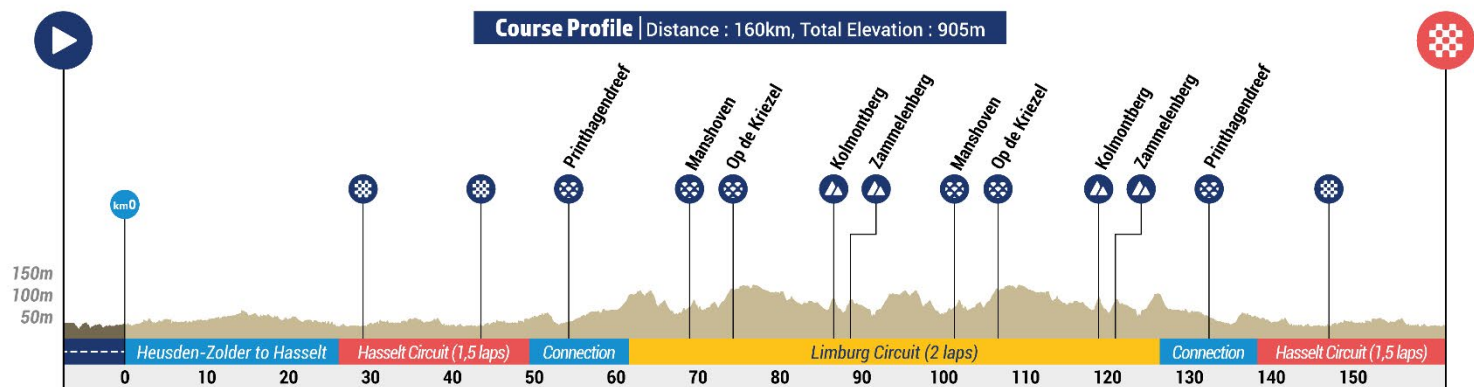 Course Profile | Distance : 160km, Total Elevation : 905m
Printhagendreef
Manshoven
Op de Kriezel
Kolmontberg
Zammelenberg
Manshoven
Op de Kriezel
Kolmontberg
Zammelenberg
Printhagendreef
km0
150m
100m
50m
Heusden-Zolder to Hasselt
Hasselt Circuit (1,5 laps)
Connection
Limburg Circuit (2 laps)
Connection
Hasselt Circuit (1,5 laps)
0 10 20 30 40 50 60 70 80 90 100 110 120 130 140 150